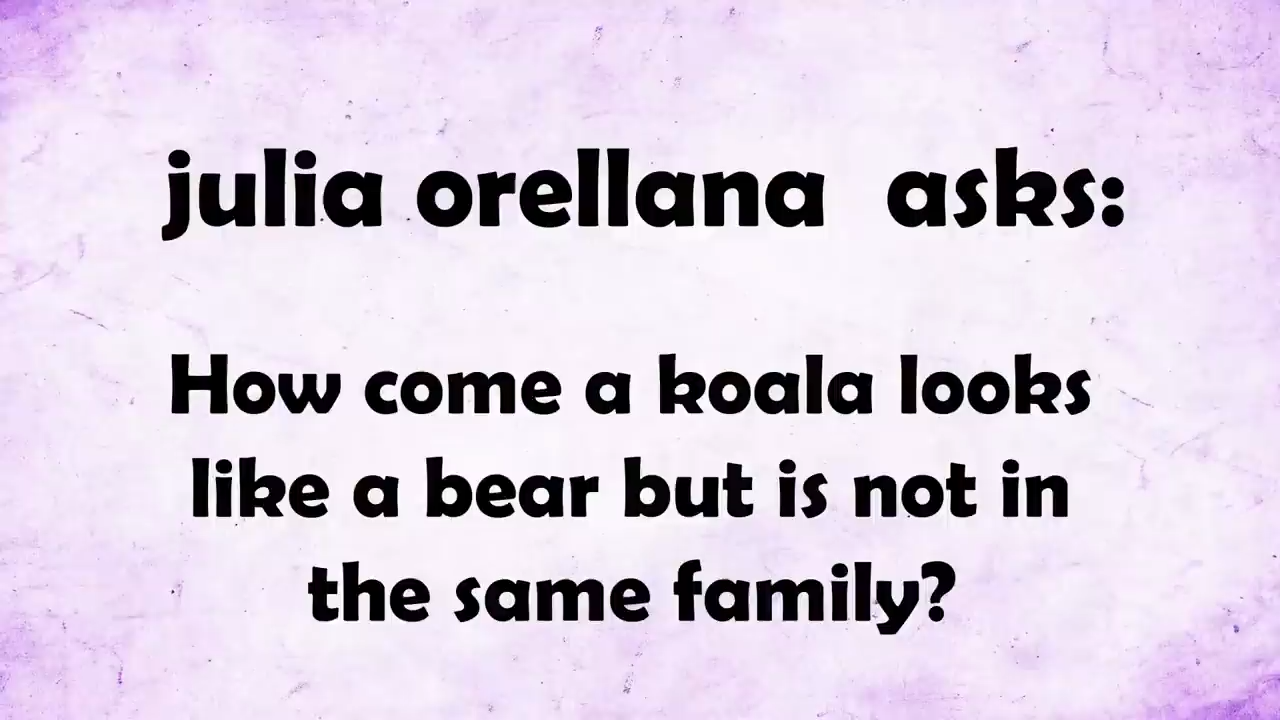 julia orellana  asks:
How come a koala looks
like a bear but is not in
the same family?